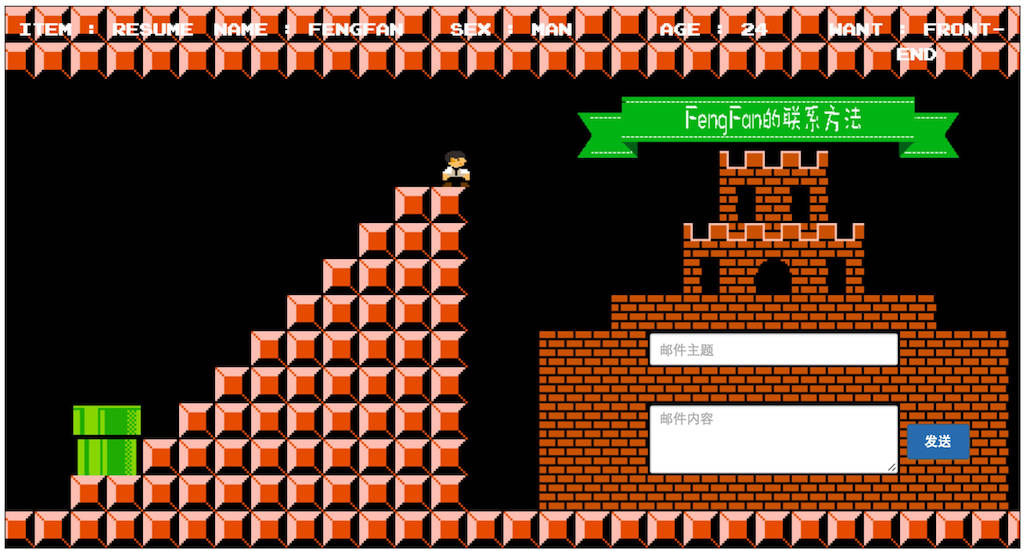 ITEM : RESUME NAME : FENGFAN SEX : MAN AGE : 24 WANT : FRONT-
END
FengFan的联系方法
邮件主题
邮件内容
发送